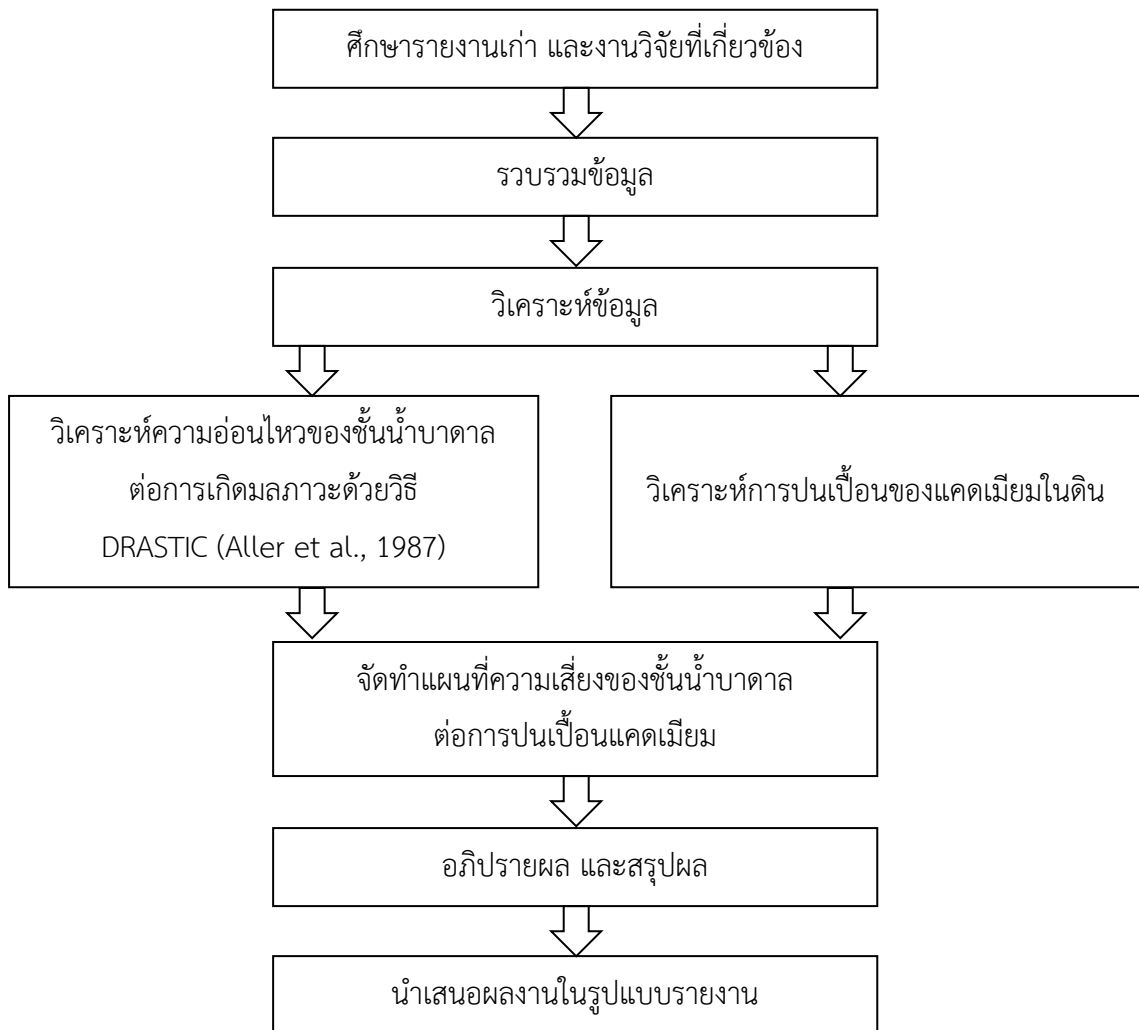 ศึกษารายงานเก่า และงานวิจัยที่เกี่ยวข้อง
รวบรวมข้อมูล
วิเคราะห์ข้อมูล
วิเคราะห์ความอ่อนไหวของชั้นน้ำบาดาล
ต่อการเกิดมลภาวะด้วยวิธี
DRASTIC (Aller et al., 1987)
วิเคราะห์การปนเปื้อนของแคดเมียมในดิน
จัดทำแผนที่ความเสี่ยงของชั้นน้ำบาดาล
ต่อการปนเปื้อนแคดเมียม
อภิปรายผล และสรุปผล
นำเสนอผลงานในรูปแบบรายงาน